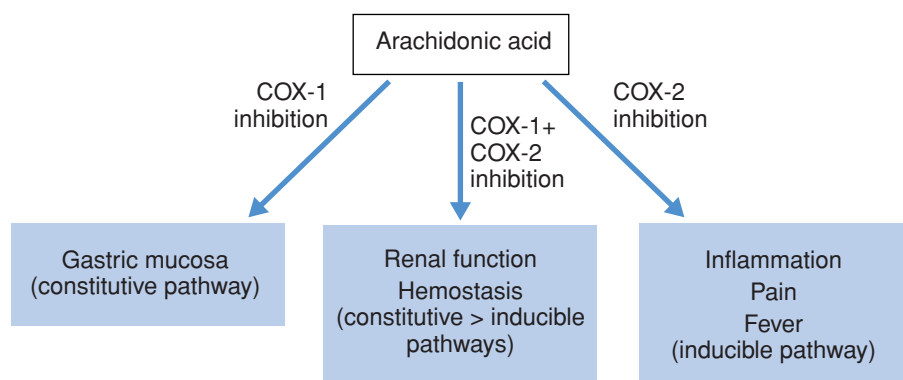 Arachidonic acid
COX-1
inhibition
COX-1+
COX-2
inhibition
COX-2
inhibition
Gastric mucosa
(constitutive pathway)
Renal function
Hemostasis
(constitutive > inducible
pathways)
Inflammation
Pain
Fever
(inducible pathway)